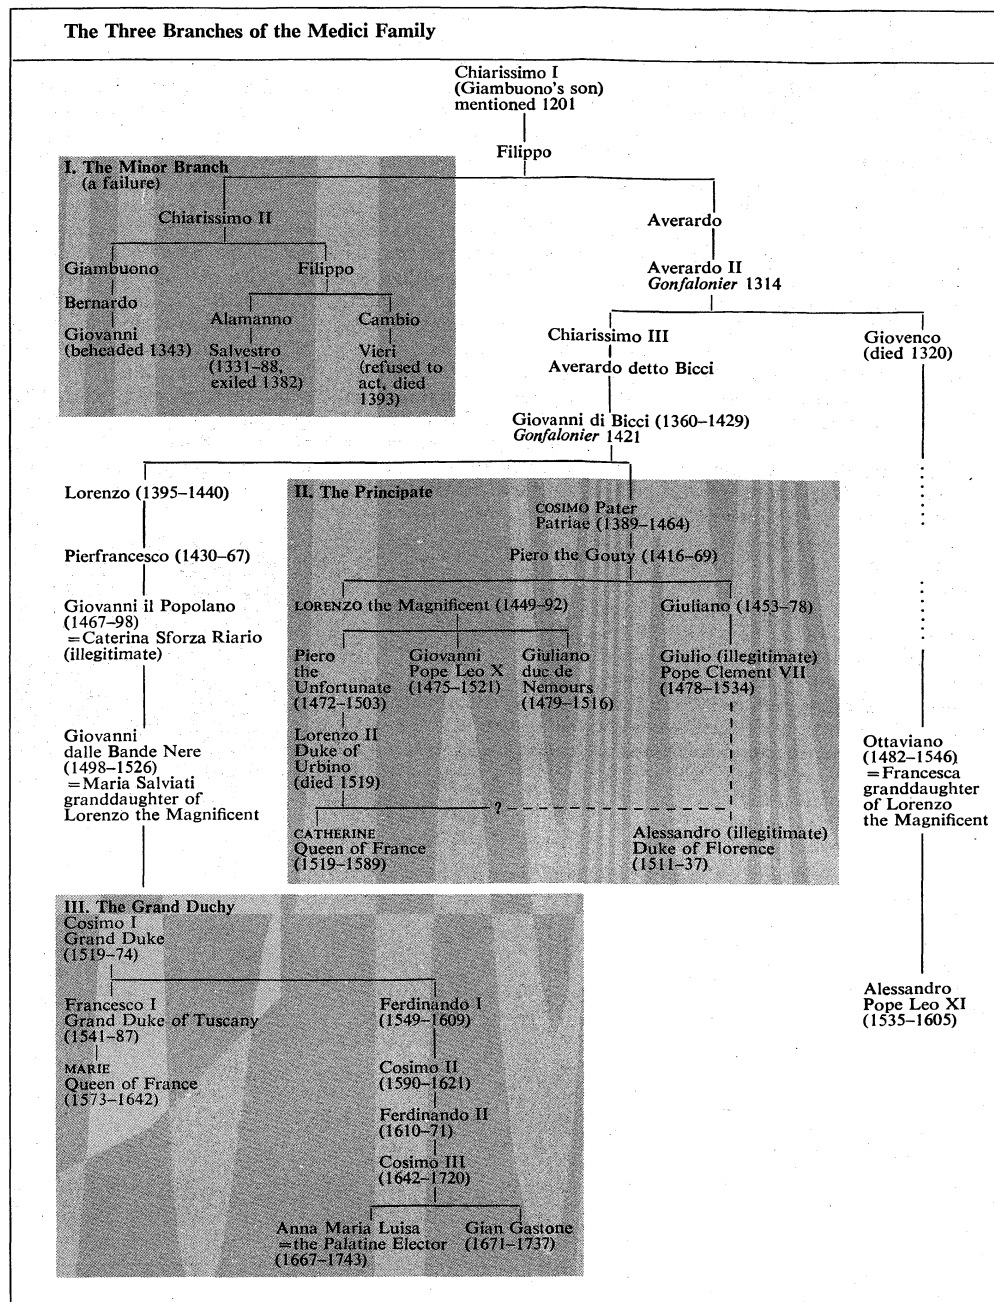 The Three Branches of the Medici Family
Chiarissimo I
(Giambuono's son)
mentioned 1201
Filippo
I. The Minor Branch
(a failure)
Chiarissimo II
Giambuono
Filippo
Bernardo
Giovanni
(beheaded 1343)
Alamanno
Salvestro
(1331–88,
exiled 1382)
Cambio
Vieri
(refused to
act, died
1393)
Averardo
Averardo II
Gonfalonier 1314
Chiarissimo III
Averardo detto Bicci
Giovenco
(died 1320)
Giovanni di Bicci (1360–1429)
Gonfalonier 1421
Lorenzo (1395–1440)
Pierfrancesco (1430–67)
Giovanni il Popolano
(1467–98)
=Caterina Sforza Riario
(illegitimate)
Giovanni
dalle Bande Nere
(1498–1526)
=Maria Salviati
granddaughter of
Lorenzo the Magnificent
II. The Principate
COSIMO Pater
Patriae (1389–1464)
Piero the Gouty (1416–69)
LORENZO the Magnificent (1449–92)
Giuliano (1453–78)
Piero
the
Unfortunate
(1472–1503)
Giovanni
Pope Leo X
(1475–1521)
Giuliano
duc de
Nemours
(1479–1516)
Giulio (illegitimate)
Pope Clement VII
(1478–1534)
Lorenzo II
Duke of
Urbino
(died 1519)
?
CATHERINE
Queen of France
(1519–1589)
Alessandro (illegitimate)
Duke of Florence
(1511–37)
Ottaviano
(1482–1546)
=Francesca
granddaughter
of Lorenzo
the Magnificent
Alessandro
Pope Leo XI
(1535–1605)
III. The Grand Duchy
Cosimo I
Grand Duke
(1519–74)
Francesco I
Grand Duke of Tuscany
(1541–87)
MARIE
Queen of France
(1573–1642)
Ferdinando I
(1549–1609)
Cosimo II
(1590–1621)
Ferdinando II
(1610–71)
Cosimo III
(1642–1720)
Anna Maria Luisa
=the Palatine Elector
(1667–1743)
Gian Gastone
(1671–1737)